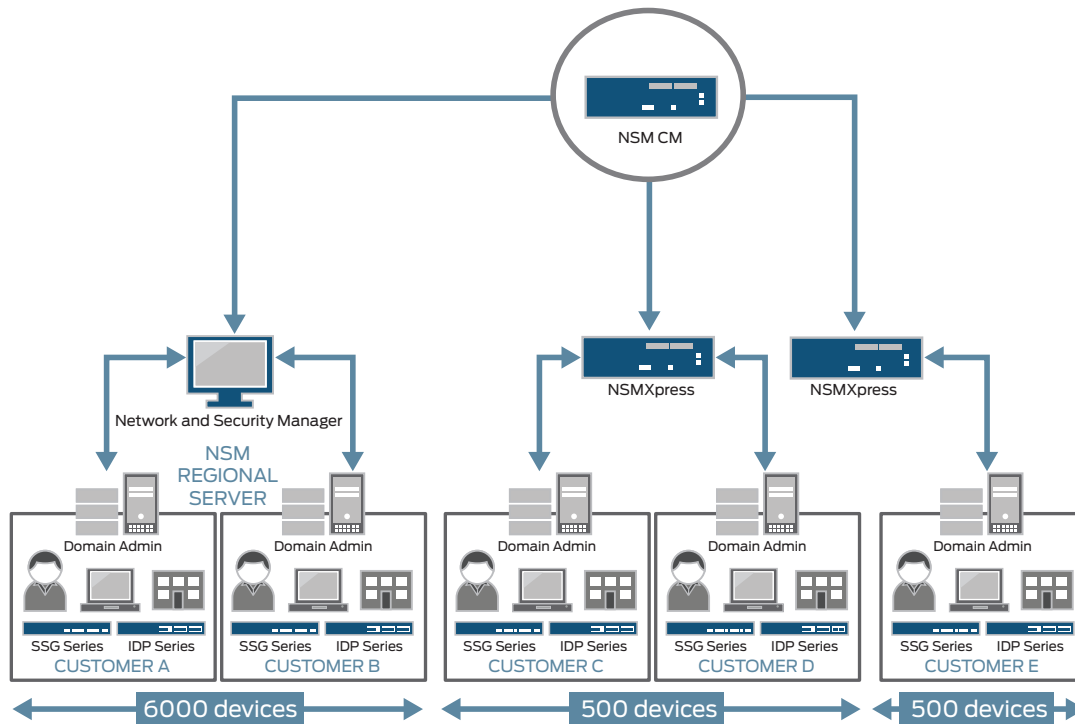 NSM CM
Network and Security Manager
NSMXpress
NSMXpress
NSM
REGIONAL
SERVER
Domain Admin
Domain Admin
Domain Admin
Domain Admin
Domain Admin
SSG Series
IDP Series
SSG Series
IDP Series
SSG Series
IDP Series
SSG Series
IDP Series
SSG Series
IDP Series
CUSTOMER A
CUSTOMER B
CUSTOMER C
CUSTOMER D
CUSTOMER E
6000 devices
500 devices
500 devices